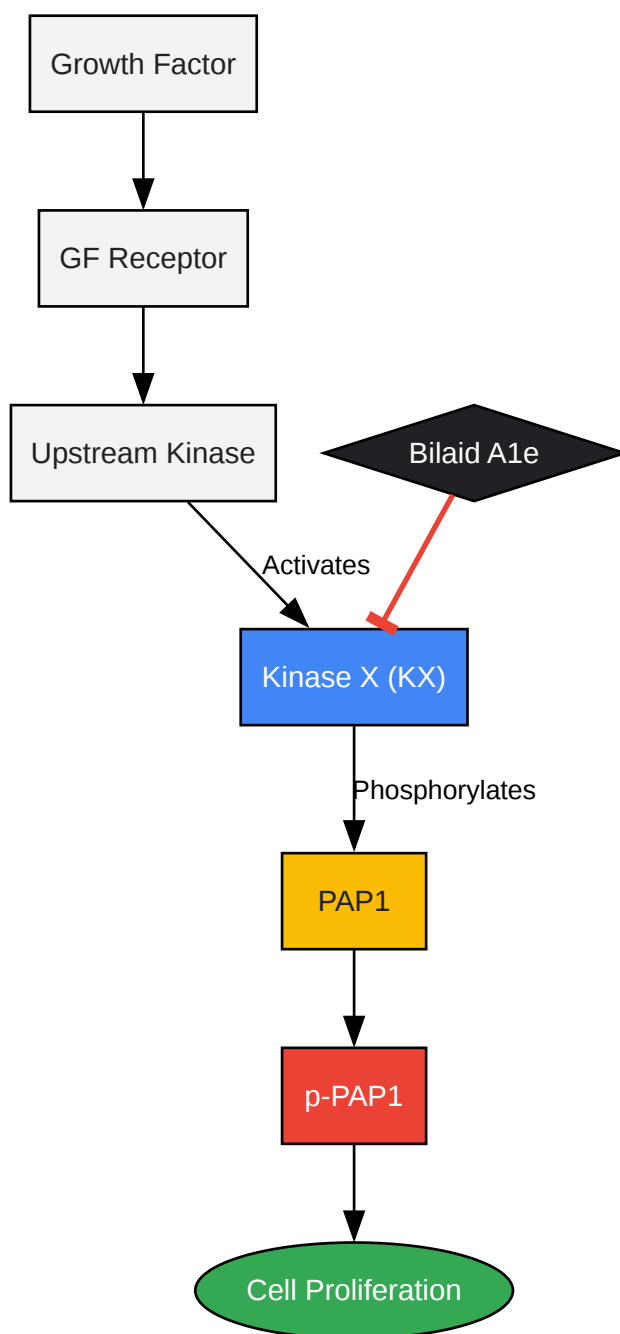 Growth Factor
GF Receptor
Upstream Kinase
Bilaid A1e
Activates
Kinase X (KX)
Phosphorylates
PAP1
p-PAP1
Cell Proliferation